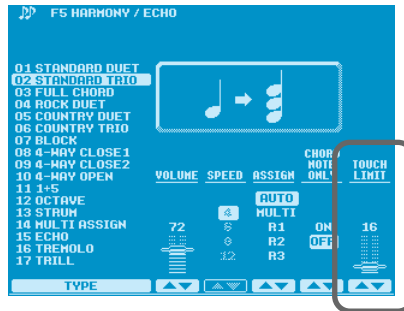 F5 HARMONY / ECHO
01 STANDARD DUET
02 STANDARD TRIO
03 FULL CHORD
04 ROCK DUET
05 COUNTRY DUET
06 COUNTRY TRIO
07 BLOCK
08 4-WAY CLOSE1
09 4-WAY CLOSE2
10 4-WAY OPEN
11 1+5
12 OCTAVE
13 STRUM
14 MULTI ASSIGN
15 ECHO
16 TREMOLO
17 TRILL
TYPE
VOLUME
72
SPEED
4
6
8
12
ASSIGN
AUTO
MULTI
R1
R2
R3
CHORD
NOTE
ONLY
ON
OFF
TOUCH
LIMIT
16